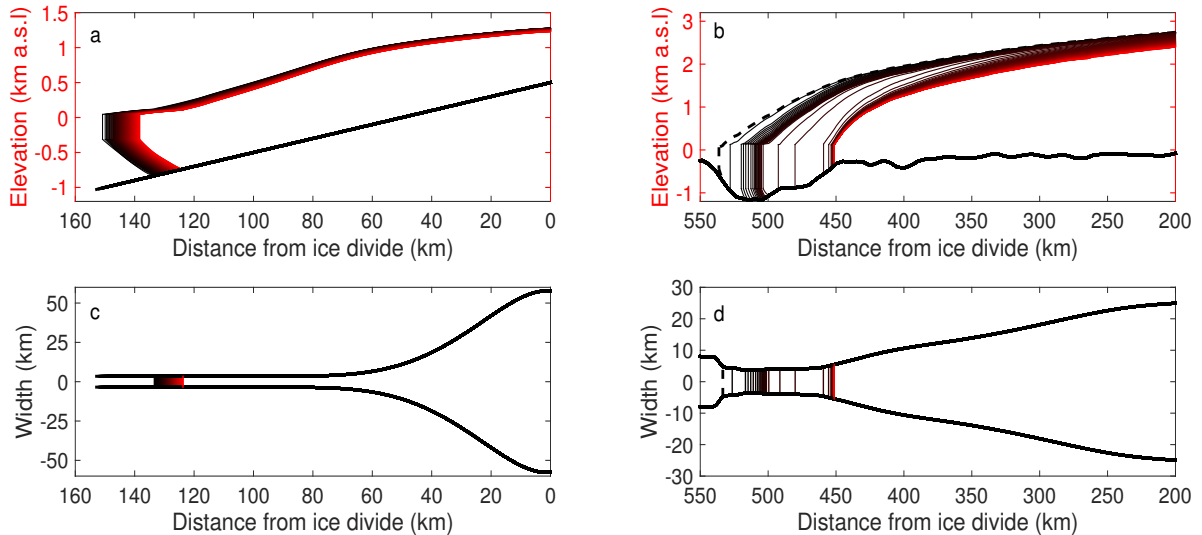 a
1.5
1
0.5
0
-0.5
-1
Elevation (km a.s.l)
160 140 120 100 80 60 40 20 0
Distance from ice divide (km)
b
3
2
1
0
-1
Elevation (km a.s.l)
550 500 450 400 350 300 250 200
Distance from ice divide (km)
c
50
25
0
-25
-50
Width (km)
160 140 120 100 80 60 40 20 0
Distance from ice divide (km)
d
30
20
10
0
-10
-20
-30
Width (km)
550 500 450 400 350 300 250 200
Distance from ice divide (km)